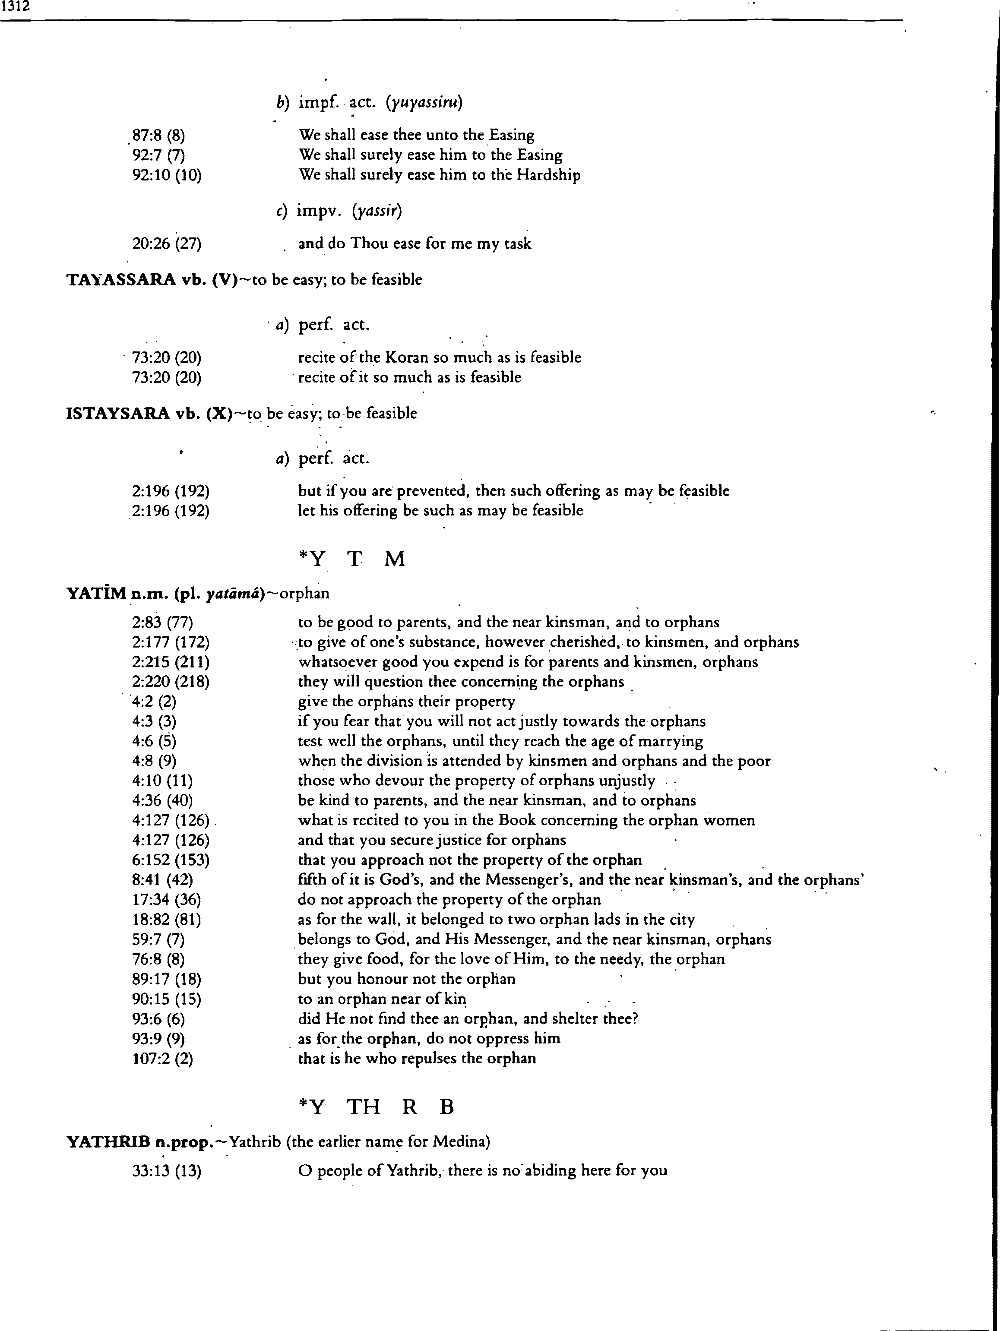 1312
b) impf. act. (yuyassiru)
87:8 (8) We shall ease thee unto the Easing
92:7 (7) We shall surely ease him to the Easing
92:10 (10) We shall surely ease him to the Hardship
c) impv. (yassir)
20:26 (27) and do Thou ease for me my task
TAYASSARA vb. (V)~to be easy; to be feasible
a) perf. act.
73:20 (20) recite of the Koran so much as is feasible
73:20 (20) recite of it so much as is feasible
ISTAYSARA vb. (X)~to be easy; to be feasible
a) perf. act.
2:196 (192) but if you are prevented, then such offering as may be feasible
2:196 (192) let his offering be such as may be feasible
*Y T M
YATĪM n.m. (pl. yatāmá)~orphan
2:83 (77) to be good to parents, and the near kinsman, and to orphans
2:177 (172) to give of one's substance, however cherished, to kinsmen, and orphans
2:215 (211) whatsoever good you expend is for parents and kinsmen, orphans
2:220 (218) they will question thee concerning the orphans
4:2 (2) give the orphans their property
4:3 (3) if you fear that you will not act justly towards the orphans
4:6 (5) test well the orphans, until they reach the age of marrying
4:8 (9) when the division is attended by kinsmen and orphans and the poor
4:10 (11) those who devour the property of orphans unjustly
4:36 (40) be kind to parents, and the near kinsman, and to orphans
4:127 (126) what is recited to you in the Book concerning the orphan women
4:127 (126) and that you secure justice for orphans
6:152 (153) that you approach not the property of the orphan
8:41 (42) fifth of it is God's, and the Messenger's, and the near kinsman's, and the orphans'
17:34 (36) do not approach the property of the orphan
18:82 (81) as for the wall, it belonged to two orphan lads in the city
59:7 (7) belongs to God, and His Messenger, and the near kinsman, orphans
76:8 (8) they give food, for the love of Him, to the needy, the orphan
89:17 (18) but you honour not the orphan
90:15 (15) to an orphan near of kin
93:6 (6) did He not find thee an orphan, and shelter thee?
93:9 (9) as for the orphan, do not oppress him
107:2 (2) that is he who repulses the orphan
*Y TH R B
YATHRIB n.prop.~Yathrib (the earlier name for Medina)
33:13 (13) O people of Yathrib, there is no abiding here for you